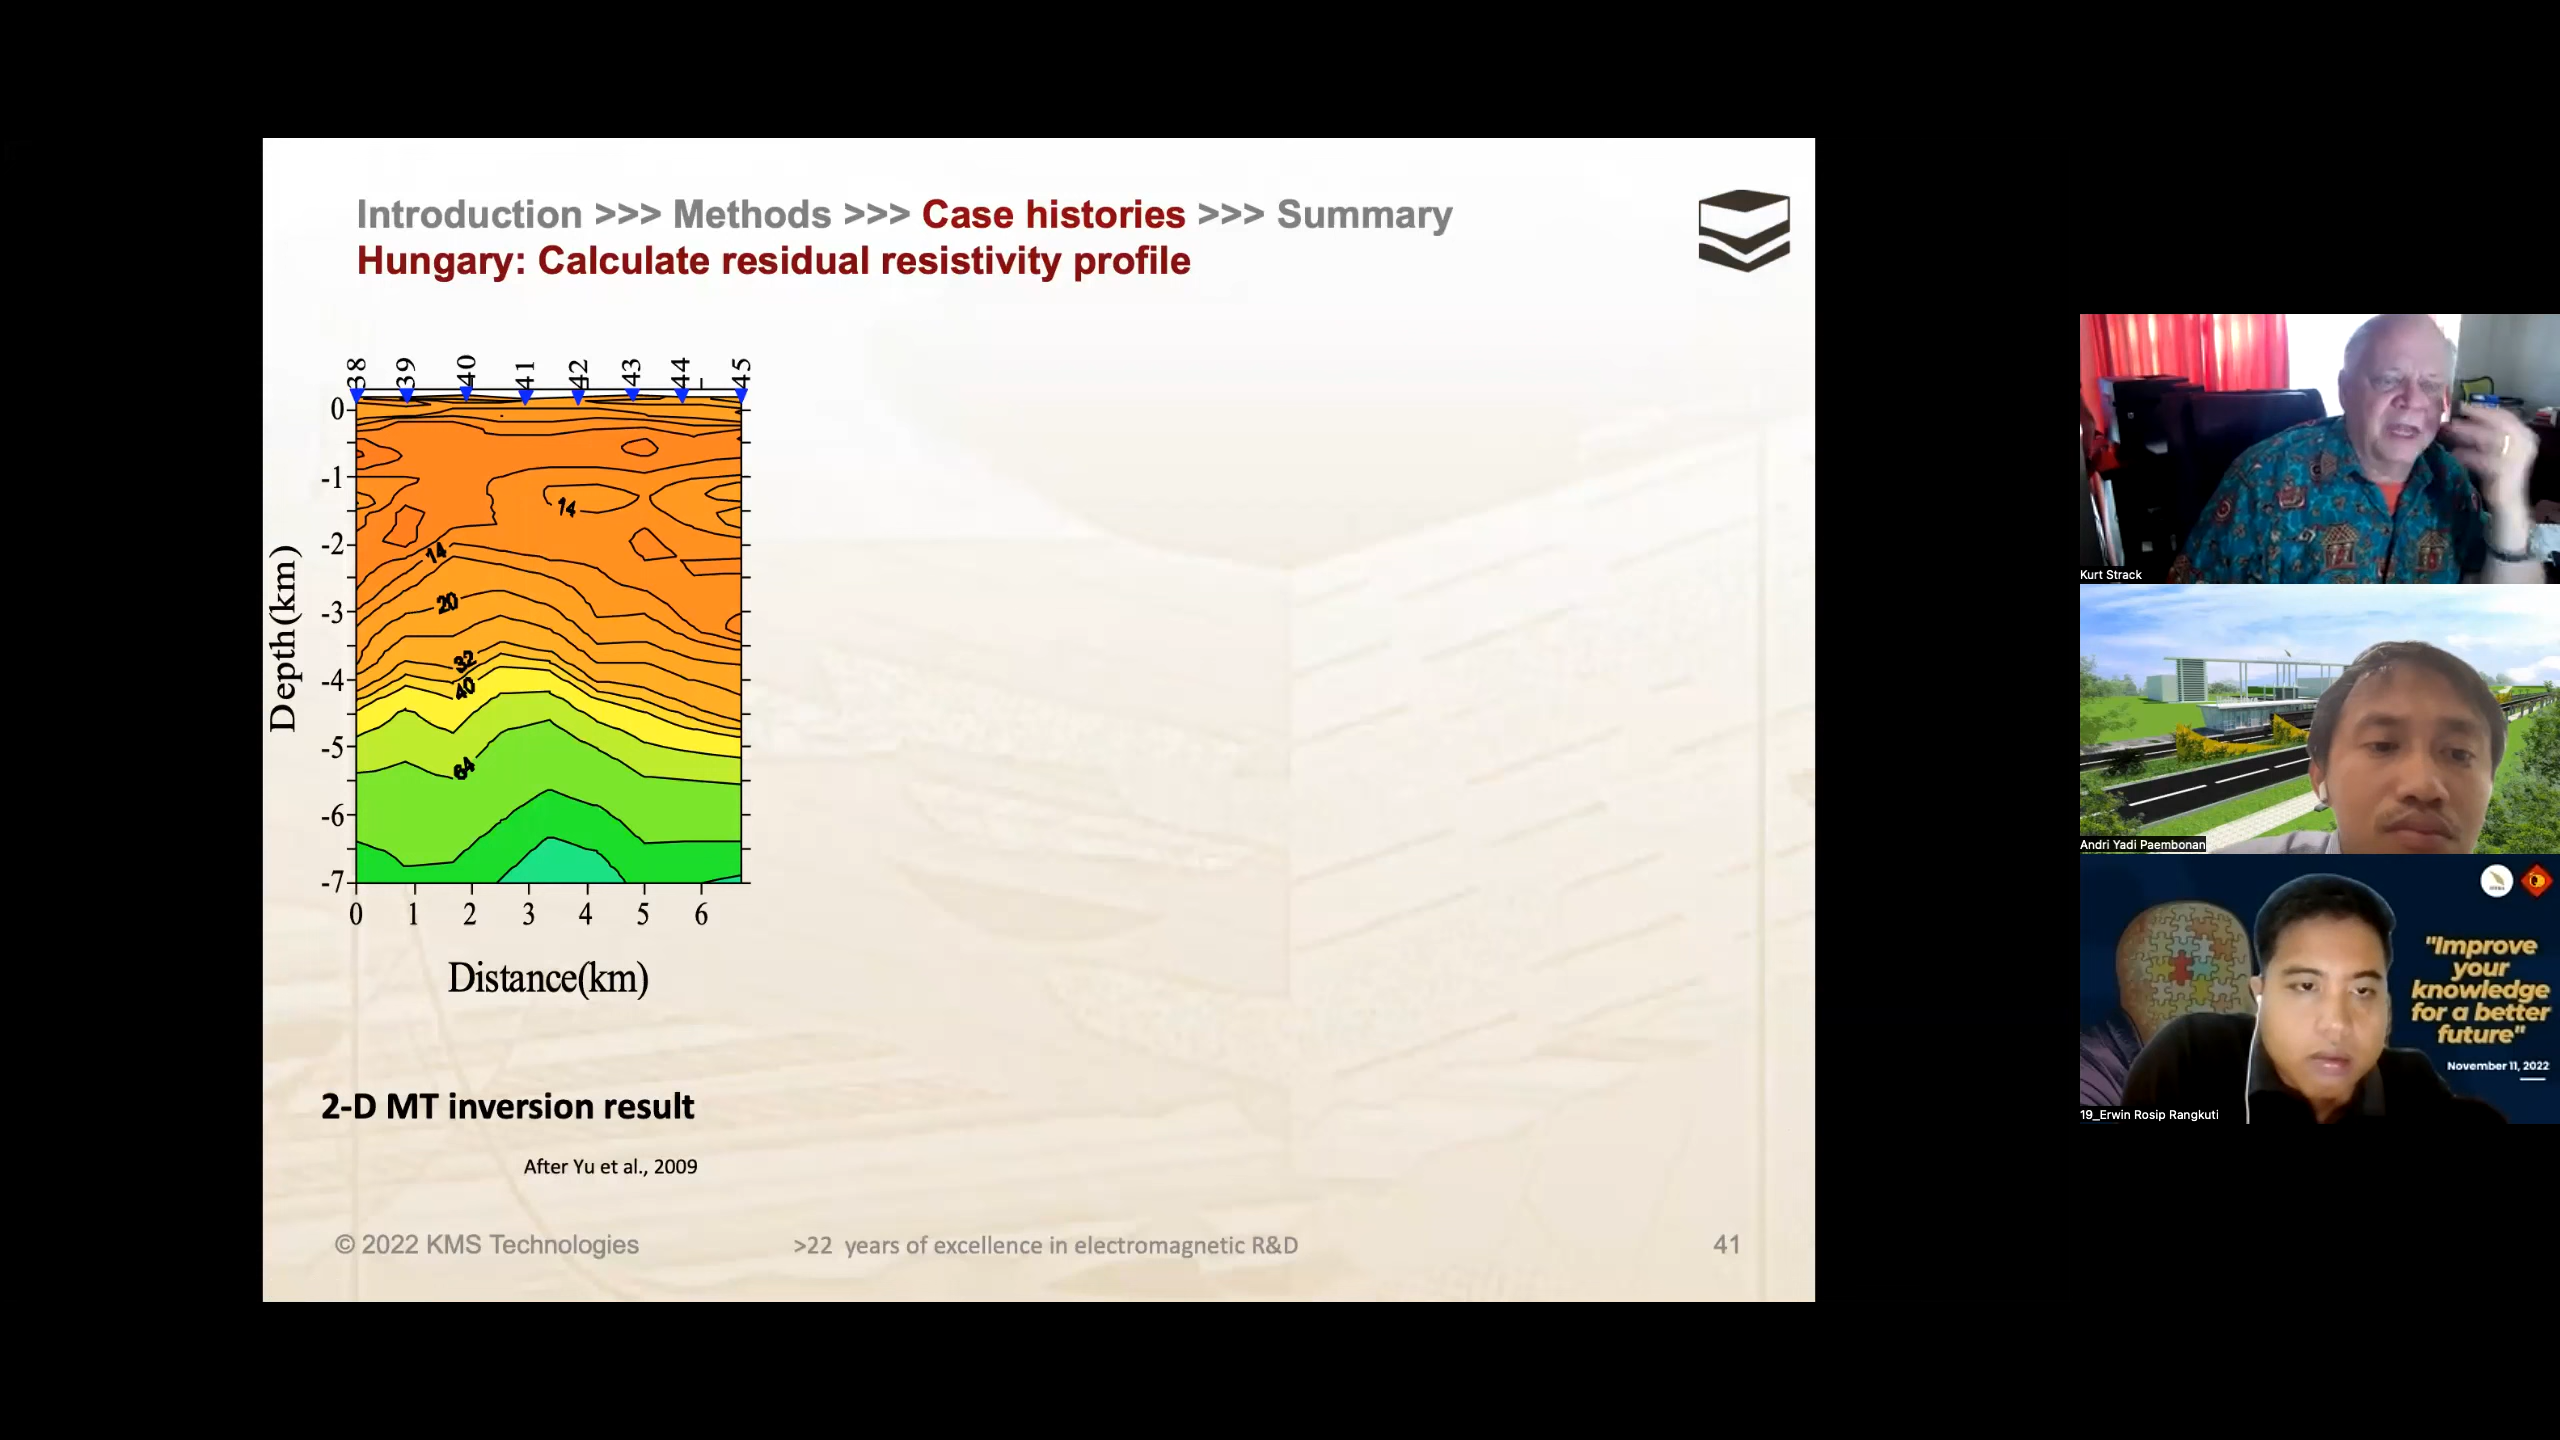 Introduction >>> Methods >>> Case histories >>> Summary
Hungary: Calculate residual resistivity profile
38 39 40 41 42 43 44 45
0
-1
-2
-3
-4
-5
-6
-7
Depth(km)
14
14
20
32
40
64
0 1 2 3 4 5 6
Distance(km)
2-D MT inversion result
After Yu et al., 2009
© 2022 KMS Technologies
>22 years of excellence in electromagnetic R&D
41
Kurt Strack
Andri Yadi Paembonan
"Improve
your
knowledge
for a better
future"
November 11, 2022
19_Erwin Rosip Rangkuti